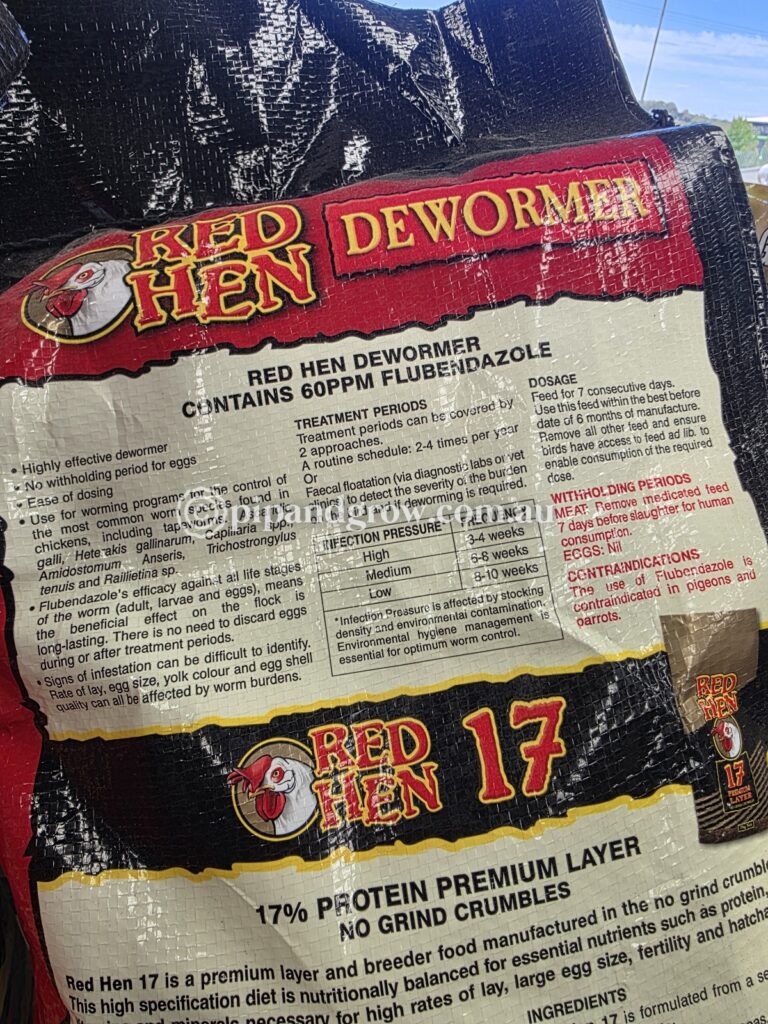 RED HEN
DEWORMER
RED HEN DEWORMER
CONTAINS 60PPM FLUBENDAZOLE
• Highly effective dewormer
• No withholding period for eggs
• Ease of dosing
• Use for worming programs in the control of
the most common worm species found in
chickens, including tapeworms, Ascaridia
galli, Heterakis gallinarum, Capillaria spp.,
Amidostomum Anseris, Trichostrongylus
tenuis and Raillietina sp.
• Flubendazole's efficacy against all life stages
of the worm (adult, larvae and eggs), means
the beneficial effect on the flock is
long-lasting. There is no need to discard eggs
during or after treatment periods.
• Signs of infestation can be difficult to identify.
Rate of lay, egg size, yolk colour and egg shell
quality can all be affected by worm burdens.
TREATMENT PERIODS
Treatment periods can be covered by
2 approaches.
A routine schedule: 2-4 times per year
Or
Faecal floatation (via diagnostic labs or vet
to detect the severity of the burden
and if deworming is required.
INFECTION PRESSURE* FREQUENCY
High 3-4 weeks
Medium 6-8 weeks
Low 8-10 weeks
*Infection Pressure is affected by stocking
density and environmental contamination.
Environmental hygiene management is
essential for optimum worm control.
DOSAGE
Feed for 7 consecutive days.
Use this feed within the best before
date of 6 months of manufacture.
Remove all other feed and ensure
birds have access to feed ad lib. to
enable consumption of the required
dose.
WITHHOLDING PERIODS
MEAT: Remove medicated feed
7 days before slaughter for human
consumption.
EGGS: Nil
CONTRAINDICATIONS
The use of Flubendazole is
contraindicated in pigeons and
parrots.
@pipandgrow.com.au
RED HEN 17
RED
HEN
17
PREMIUM
LAYER
17% PROTEIN PREMIUM LAYER
NO GRIND CRUMBLES
Red Hen 17 is a premium layer and breeder food manufactured in the no grind crumble
This high specification diet is nutritionally balanced for essential nutrients such as protein,
and minerals necessary for high rates of lay, large egg size, fertility and
INGREDIENTS
17 is formulated from a